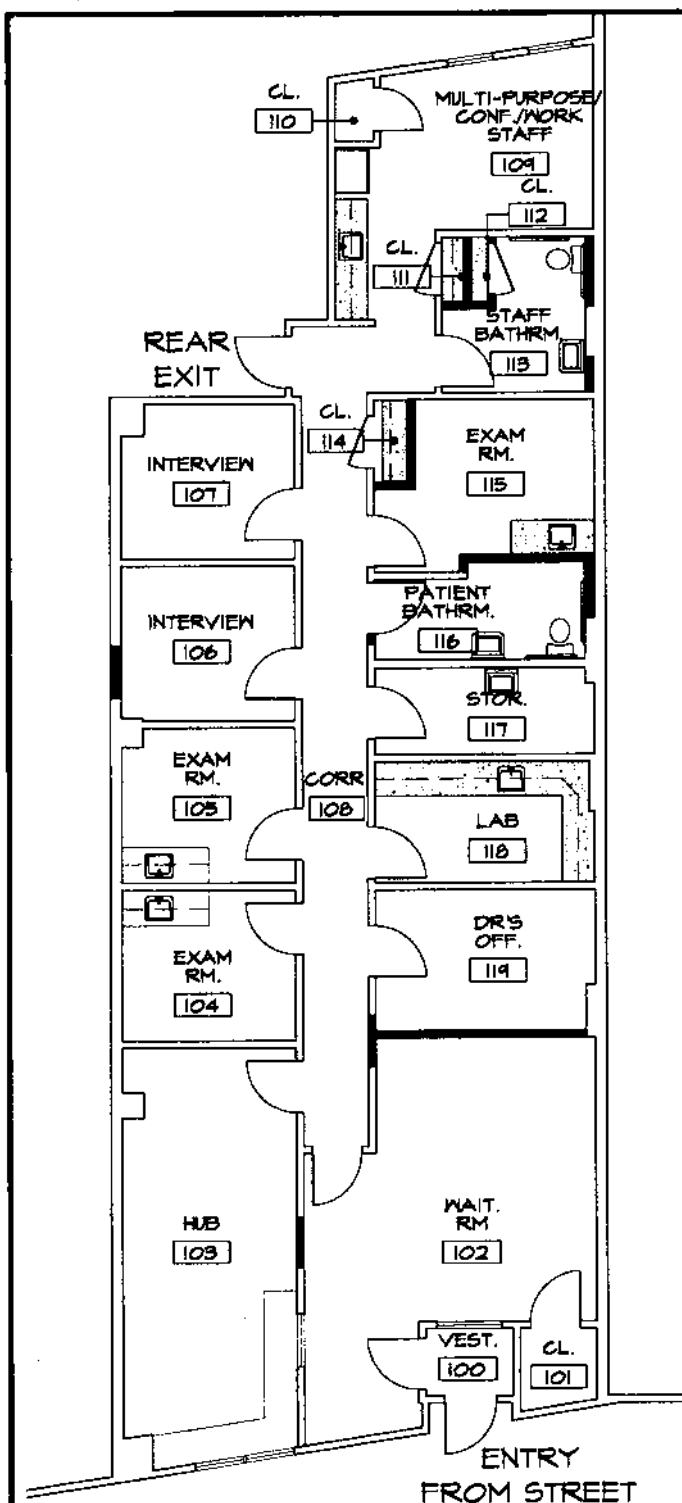 CL.
110
MULTI-PURPOSE/
CONF./WORK
STAFF
109
CL.
112
CL.
111
STAFF
BATHRM.
113
REAR
EXIT
CL.
114
EXAM
RM.
115
INTERVIEW
107
PATIENT
BATHRM.
116
INTERVIEW
106
STOR.
117
EXAM
RM.
105
CORR
108
LAB
118
DR'S
OFF.
119
EXAM
RM.
104
WAIT.
RM
102
HUB
103
VEST.
100
CL.
101
ENTRY
FROM STREET